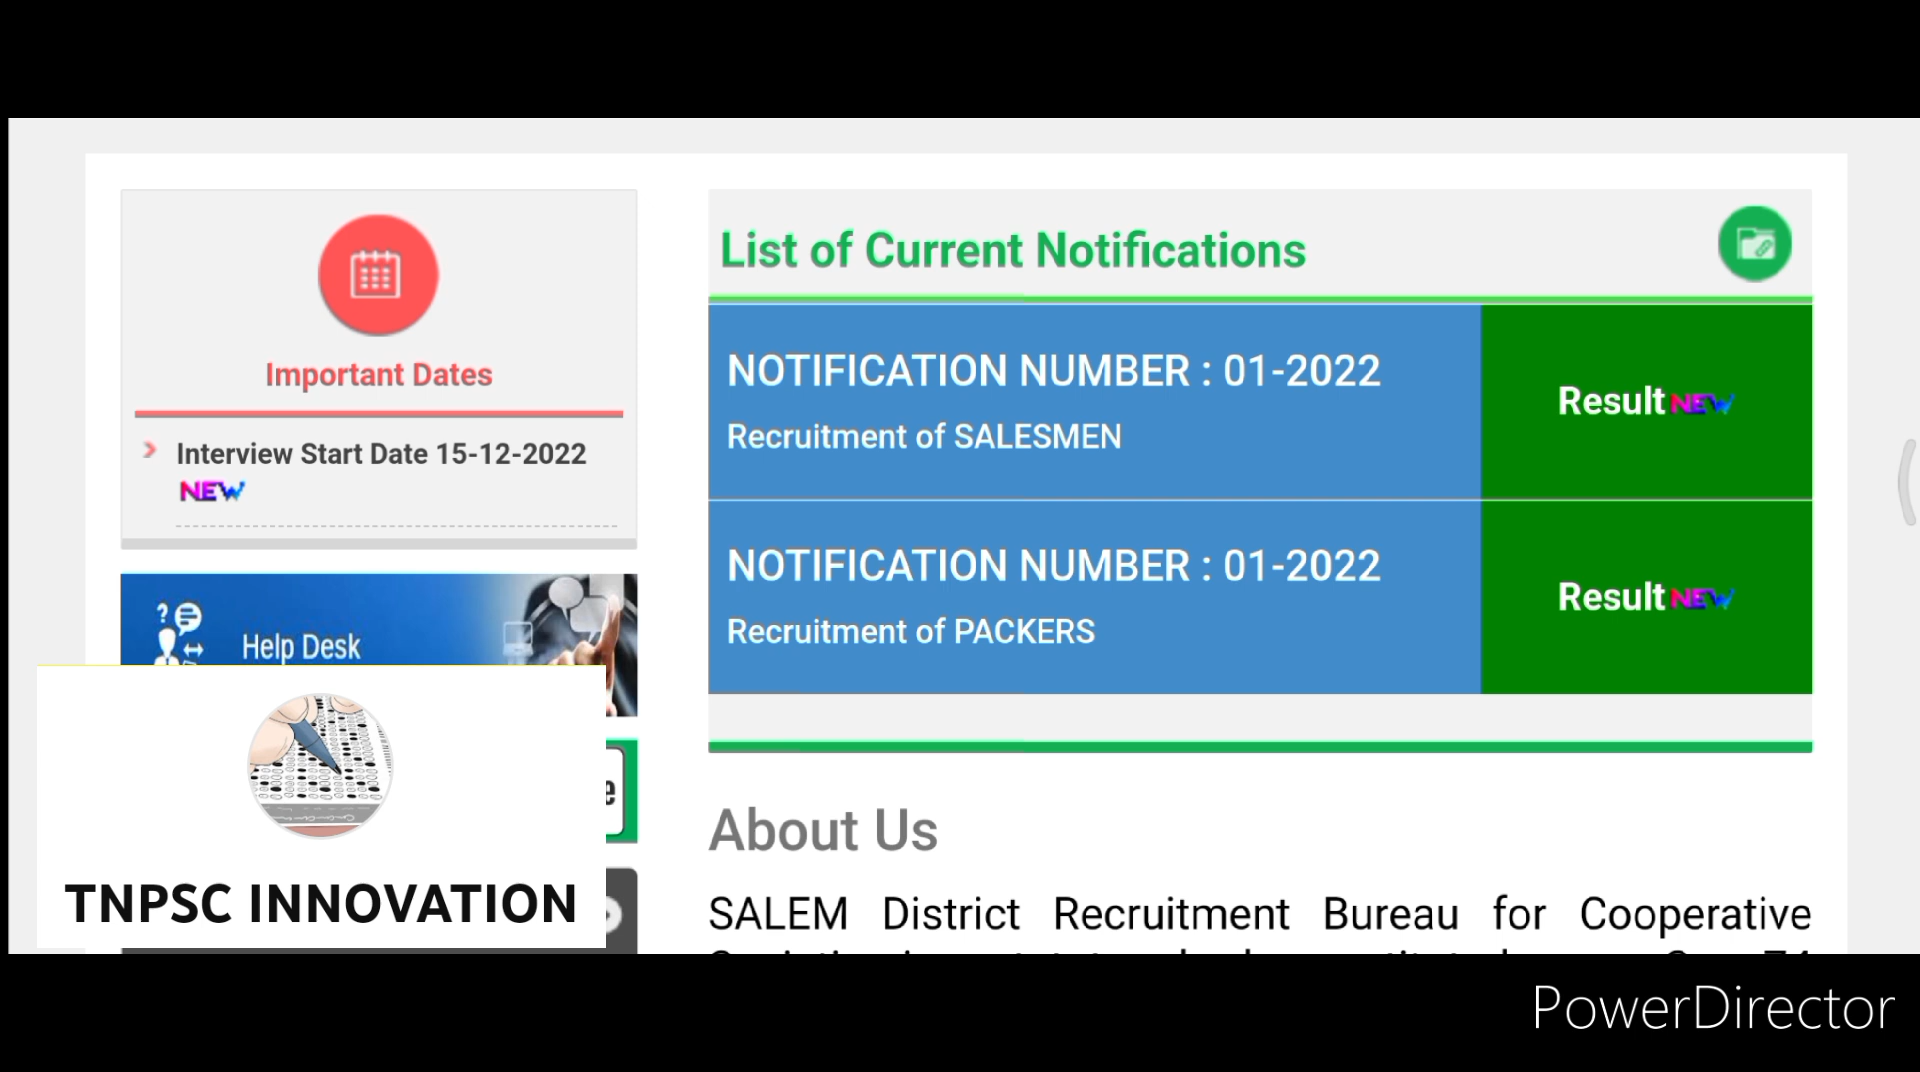 Important Dates
Interview Start Date 15-12-2022
NEW
Help Desk
TNPSC INNOVATION
List of Current Notifications
NOTIFICATION NUMBER : 01-2022
Recruitment of SALESMEN
Result NEW
NOTIFICATION NUMBER : 01-2022
Recruitment of PACKERS
Result NEW
About Us
SALEM District Recruitment Bureau for Cooperative
PowerDirector